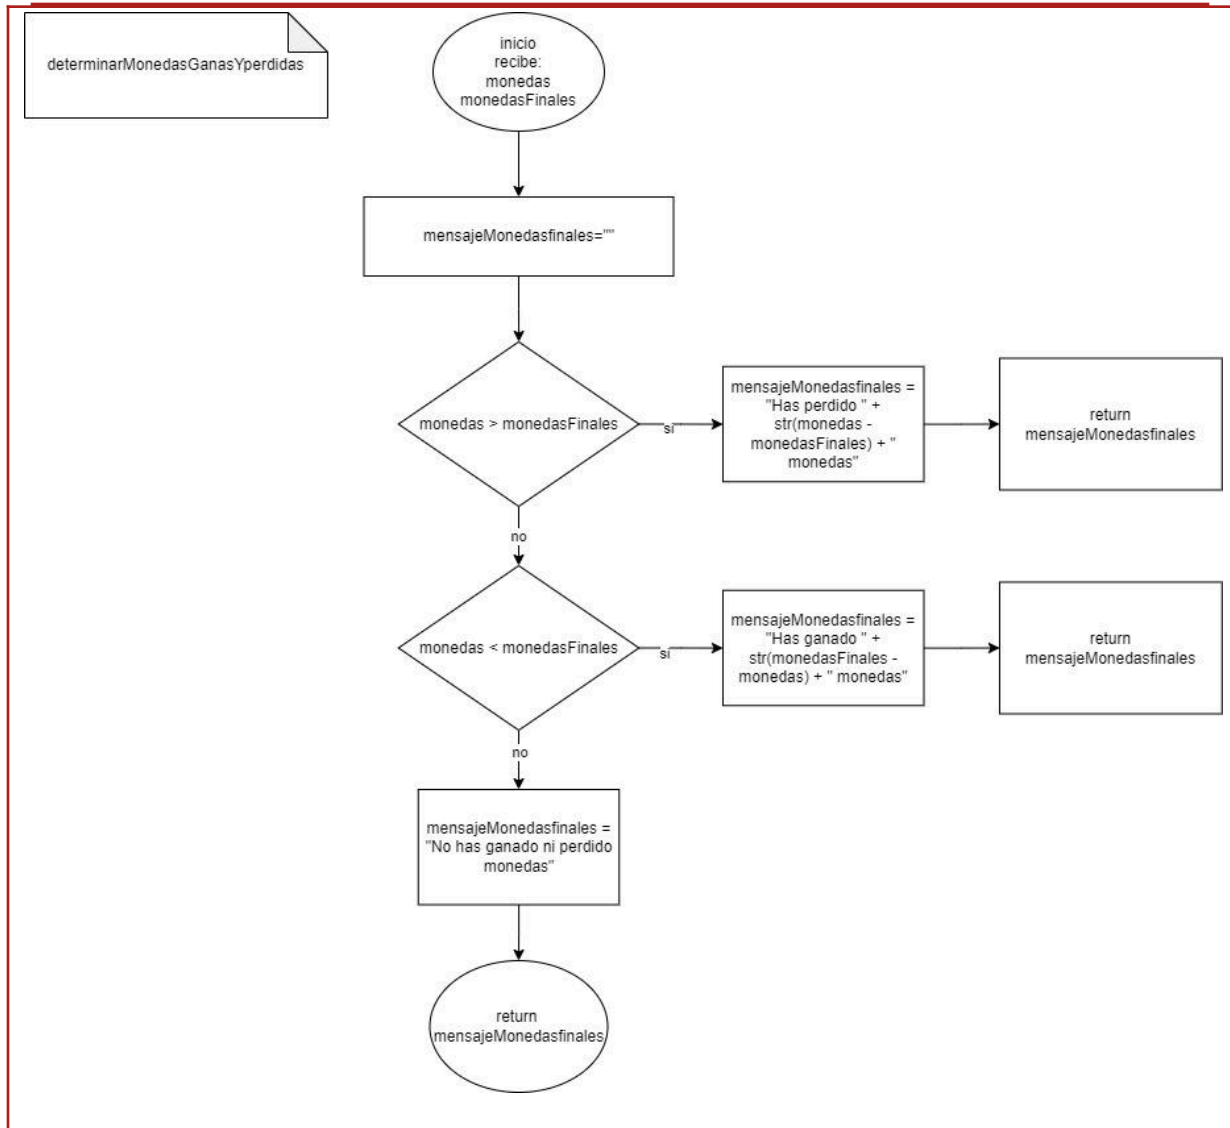 determinarMonedasGanasYperdidas
inicio
recibe:
monedas
monedasFinales
mensajeMonedasfinales=""
monedas > monedasFinales
si
mensajeMonedasfinales =
"Has perdido " +
str(monedas -
monedasFinales) + "
monedas"
return
mensajeMonedasfinales
no
monedas < monedasFinales
si
mensajeMonedasfinales =
"Has ganado " +
str(monedasFinales -
monedas) + " monedas"
return
mensajeMonedasfinales
no
mensajeMonedasfinales =
"No has ganado ni perdido
monedas"
return
mensajeMonedasfinales